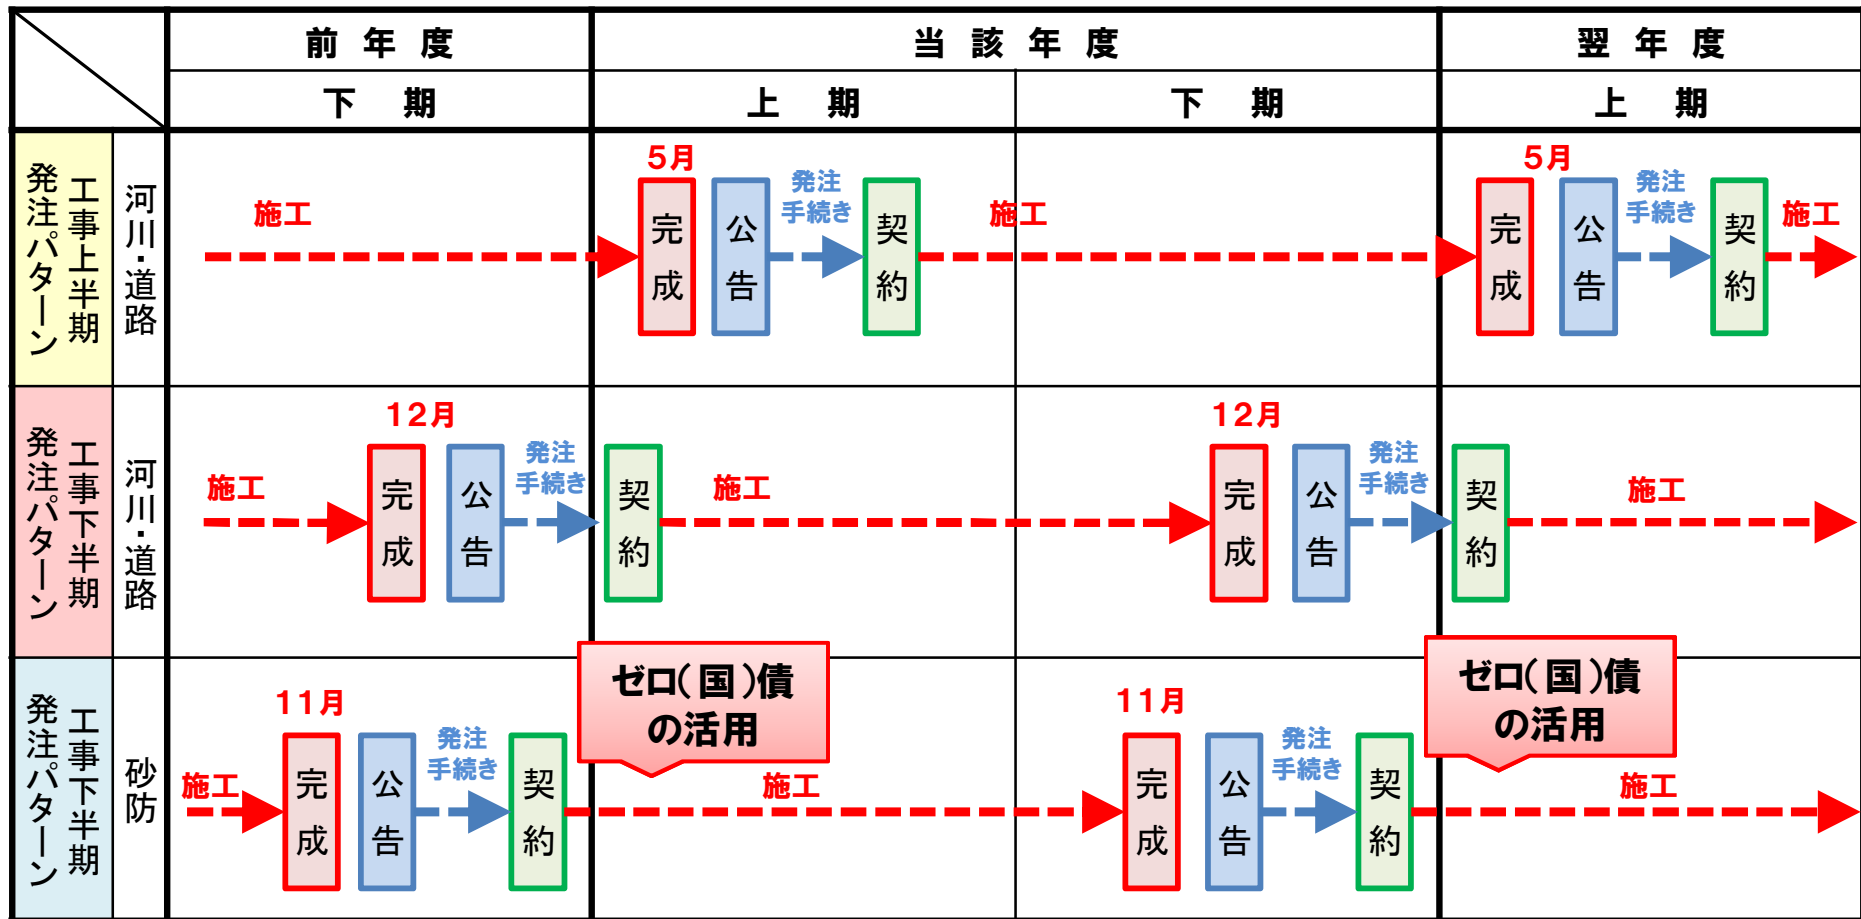 前年度
当該年度
翌年度
下期
上期
下期
上期
工事上半期
発注パターン
河川・道路
施工
5月
完成
公告
発注
手続き
契約
施工
5月
完成
公告
発注
手続き
契約
施工
工事下半期
発注パターン
河川・道路
施工
12月
完成
公告
発注
手続き
契約
施工
12月
完成
公告
発注
手続き
契約
施工
工事下半期
発注パターン
砂防
施工
11月
完成
公告
発注
手続き
契約
ゼロ(国)債
の活用
施工
11月
完成
公告
発注
手続き
契約
ゼロ(国)債
の活用
施工